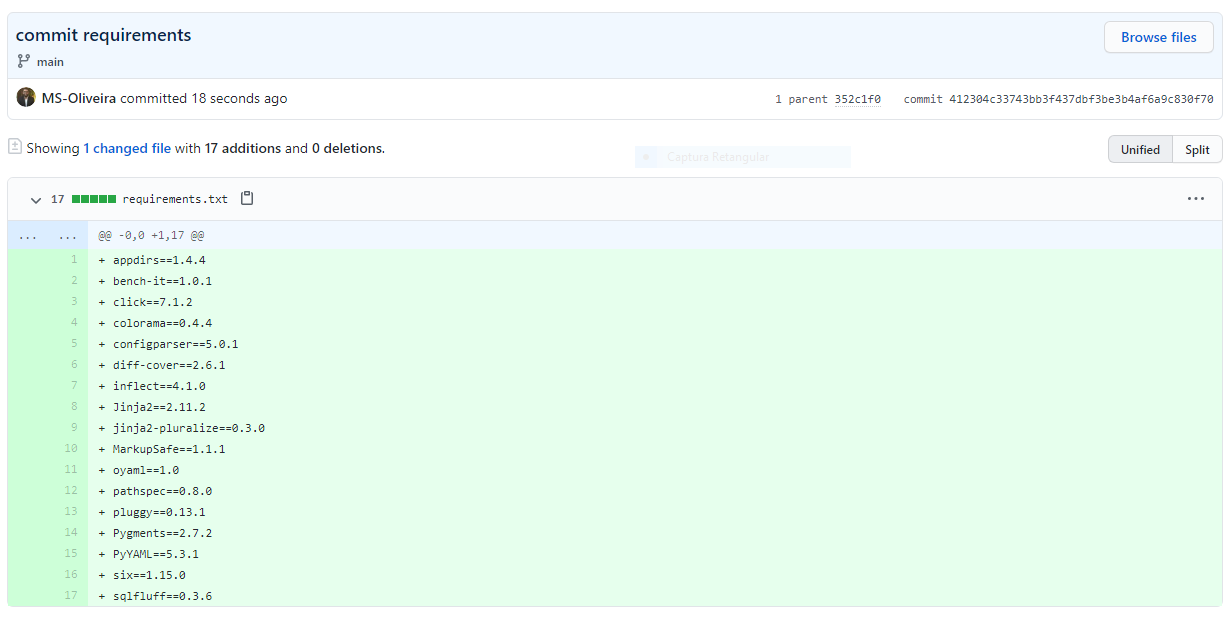 commit requirements
Browse files
main
MS-Oliveira committed 18 seconds ago
1 parent 352c1f0 commit 412304c33743bb3f437dbf3be3b4af6a9c830f70
Showing 1 changed file with 17 additions and 0 deletions.
Captura Retangular
Unified Split
17 requirements.txt ...
... ... @@ -0,0 +1,17 @@
1 + appdirs==1.4.4
2 + bench-it==1.0.1
3 + click==7.1.2
4 + colorama==0.4.4
5 + configparser==5.0.1
6 + diff-cover==2.6.1
7 + inflect==4.1.0
8 + Jinja2==2.11.2
9 + jinja2-pluralize==0.3.0
10 + MarkupSafe==1.1.1
11 + oyaml==1.0
12 + pathspec==0.8.0
13 + pluggy==0.13.1
14 + Pygments==2.7.2
15 + PyYAML==5.3.1
16 + six==1.15.0
17 + sqlfluff==0.3.6